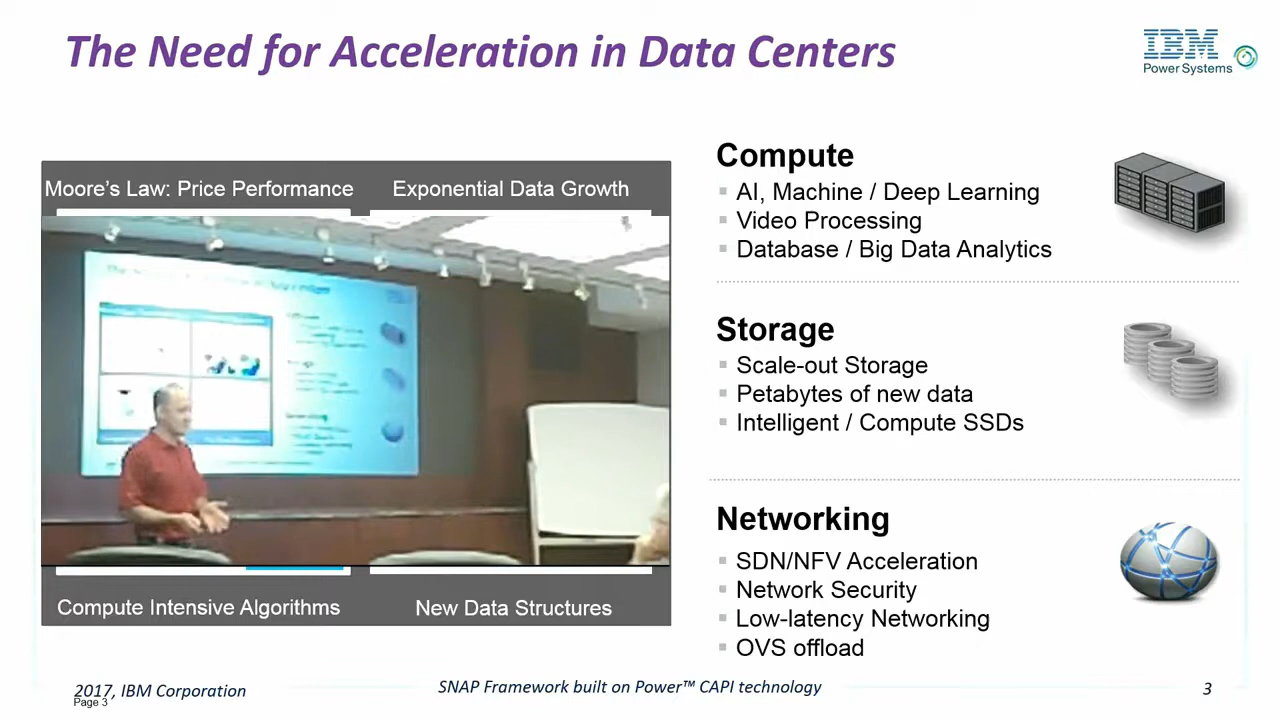 The Need for Acceleration in Data Centers
IBM
Power Systems
Moore's Law: Price Performance
Exponential Data Growth
Compute Intensive Algorithms
New Data Structures
Compute
AI, Machine / Deep Learning
Video Processing
Database / Big Data Analytics
Storage
Scale-out Storage
Petabytes of new data
Intelligent / Compute SSDs
Networking
SDN/NFV Acceleration
Network Security
Low-latency Networking
OVS offload
2017, IBM Corporation
Page 3
SNAP Framework built on Power™ CAPI technology
3